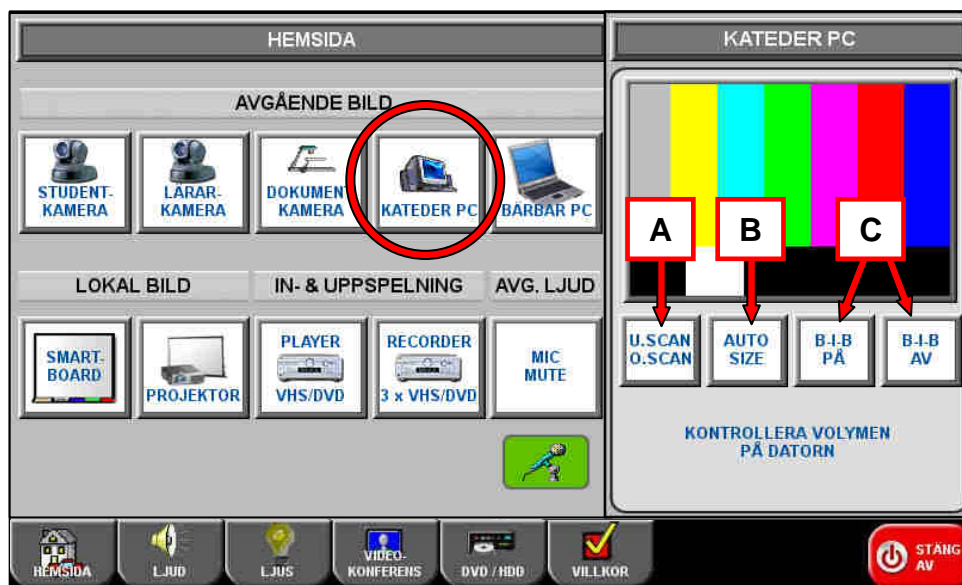 HEMSIDA
KATEDER PC
AVGÅENDE BILD
STUDENT-
KAMERA
LÄRAR-
KAMERA
DOKUMENT
KAMERA
KATEDER PC
BÄRBAR PC
A
B
C
LOKAL BILD
IN- & UPPSPELNING
AVG. LJUD
SMART-
BOARD
PROJEKTOR
PLAYER
VHS/DVD
RECORDER
3 x VHS/DVD
MIC
MUTE
U.SCAN
O.SCAN
AUTO
SIZE
B-I-B
PÅ
B-I-B
AV
KONTROLLERA VOLYMEN
PÅ DATORN
HEMSIDA
LJUD
LJUS
VIDEO-
KONFERENS
DVD / HDD
VILLKOR
STÄNG
AV